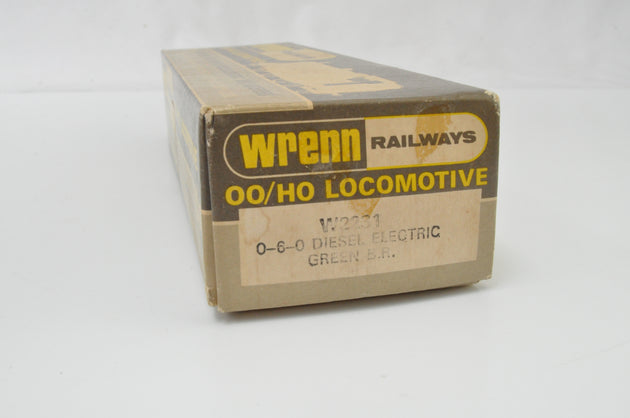 wrenn RAILWAYS
OO/HO LOCOMOTIVE
W2231
0-6-0 DIESEL ELECTRIC
GREEN B.R.